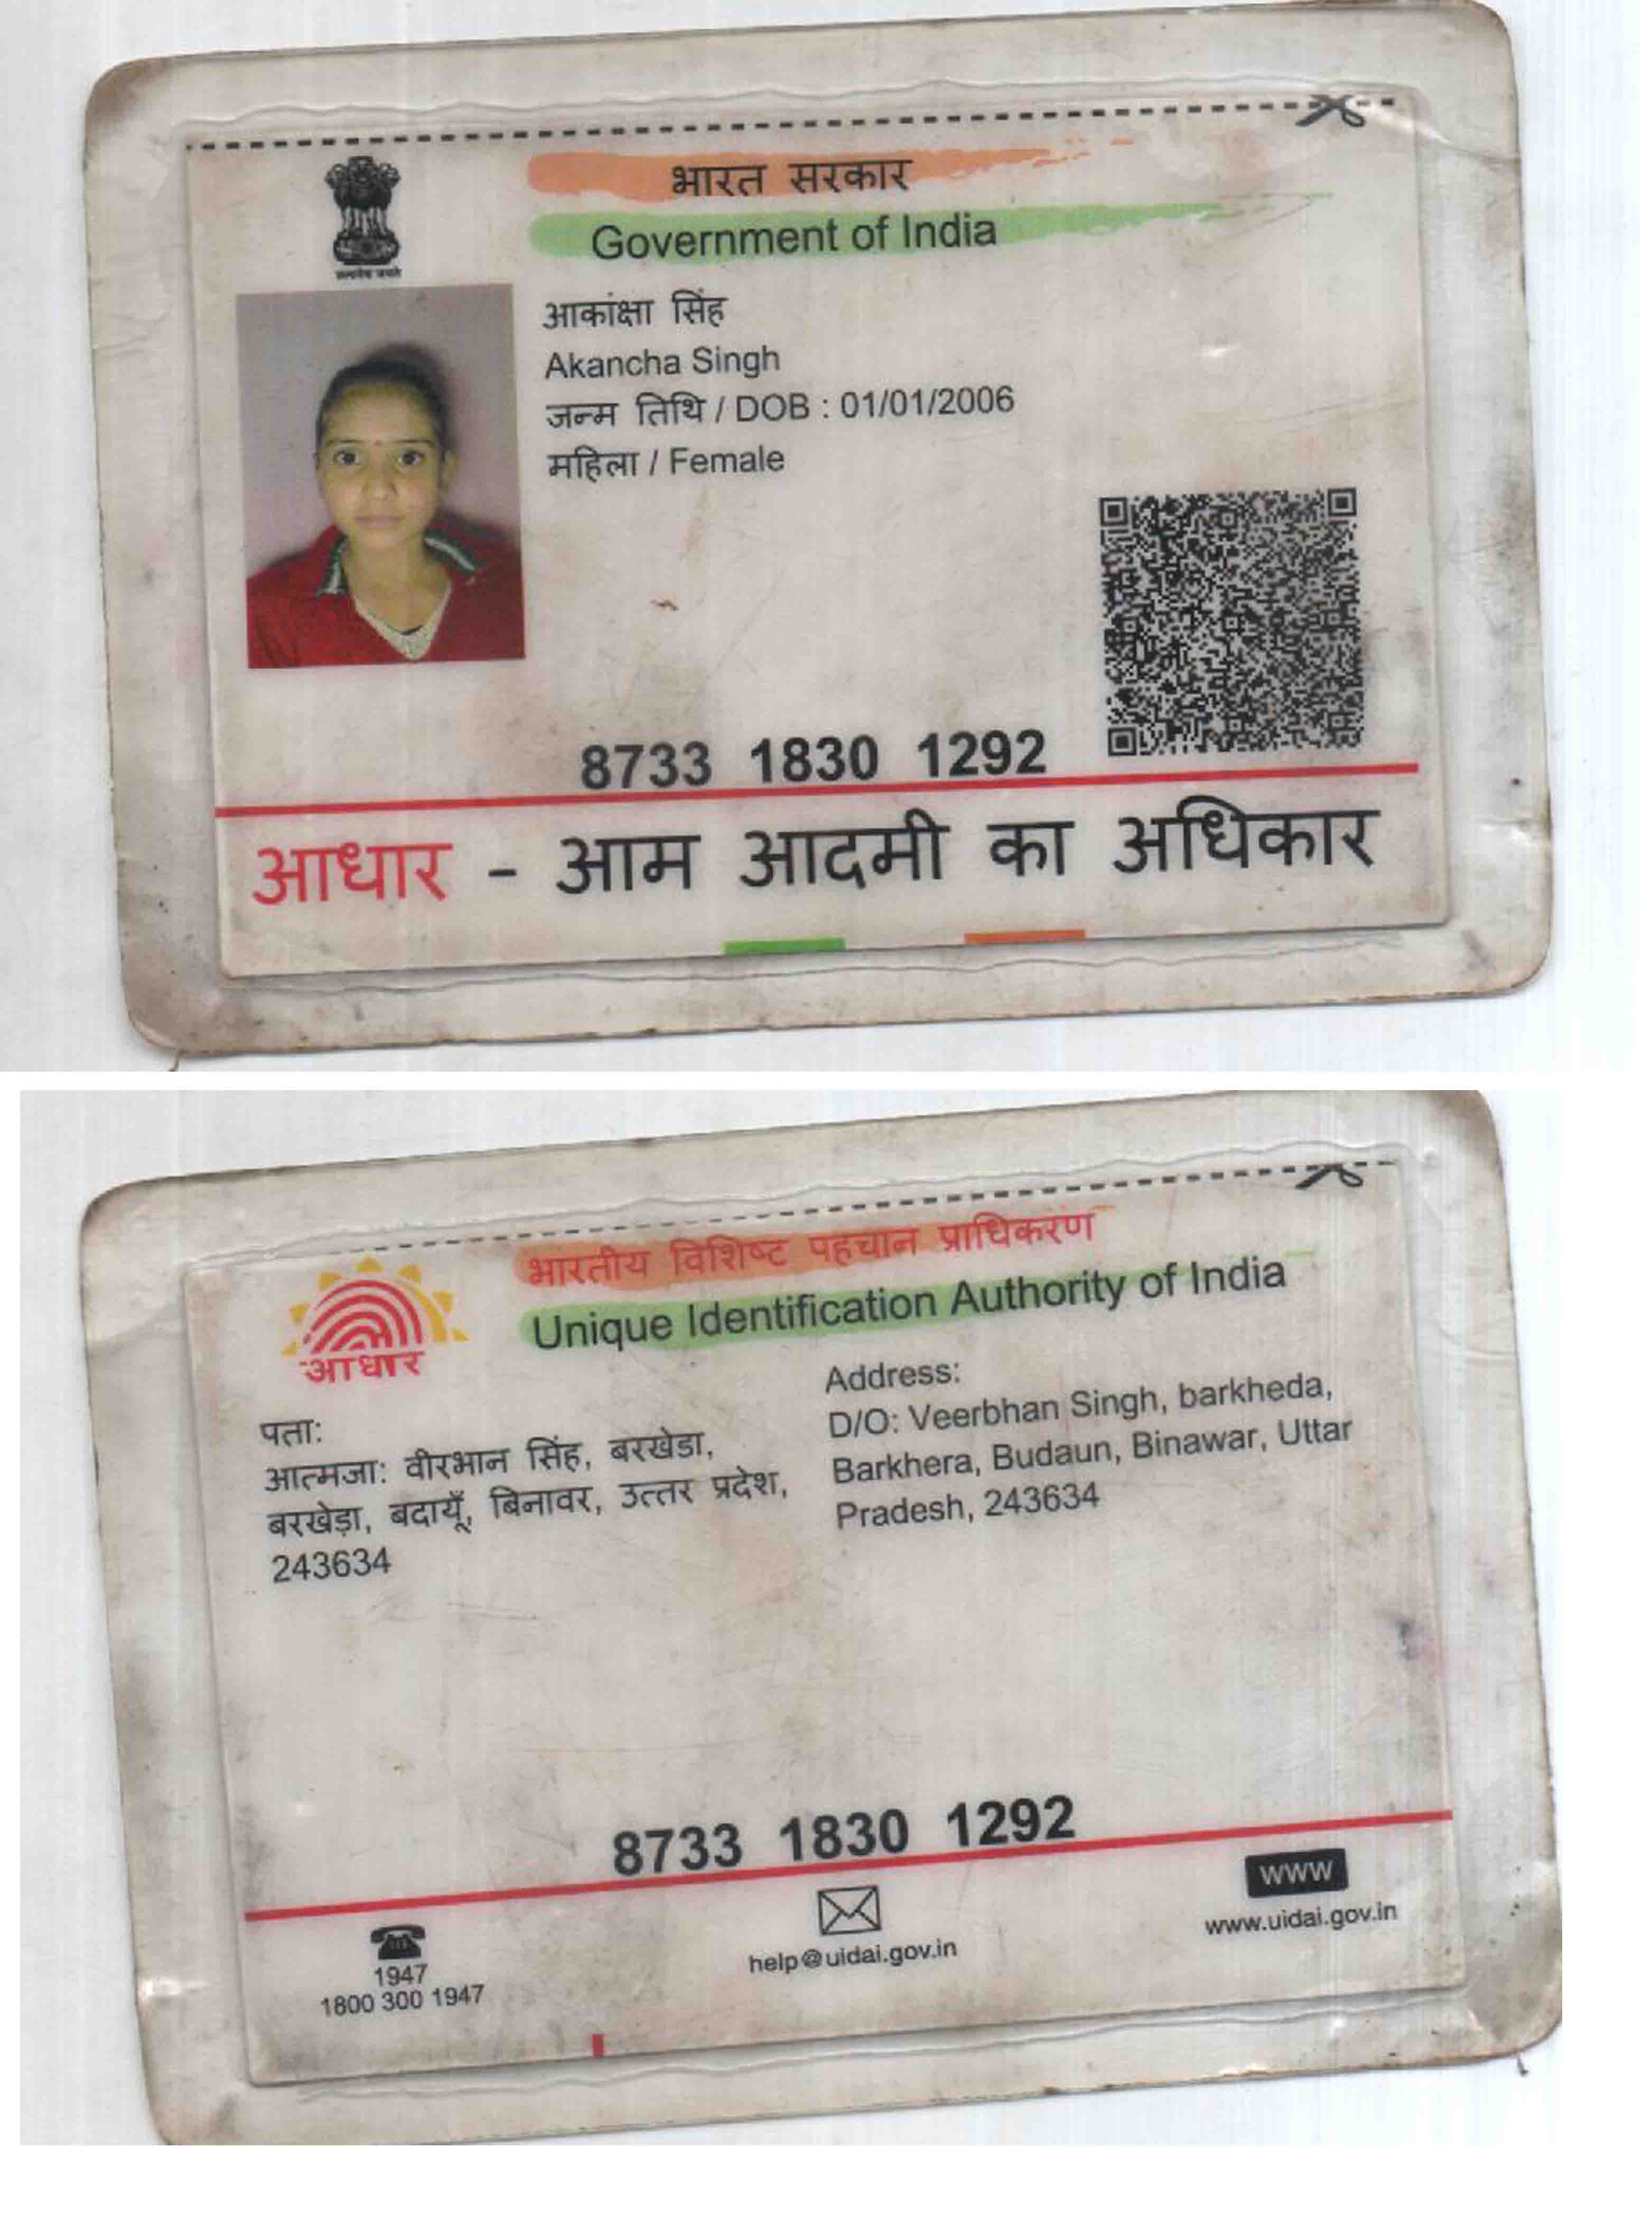 भारत सरकार
Government of India
सत्यमेव जयते
आकांक्षा सिंह
Akancha Singh
जन्म तिथि / DOB : 01/01/2006
महिला / Female
8733 1830 1292
आधार - आम आदमी का अधिकार
भारतीय विशिष्ट पहचान प्राधिकरण
Unique Identification Authority of India
आधार
पता:
आत्मजा: वीरभान सिंह, बरखेडा,
बरखेड़ा, बदायूँ, बिनावर, उत्तर प्रदेश,
243634
Address:
D/O: Veerbhan Singh, barkheda,
Barkhera, Budaun, Binawar, Uttar
Pradesh, 243634
8733 1830 1292
1947
1800 300 1947
help@uidai.gov.in
WWW
www.uidai.gov.in